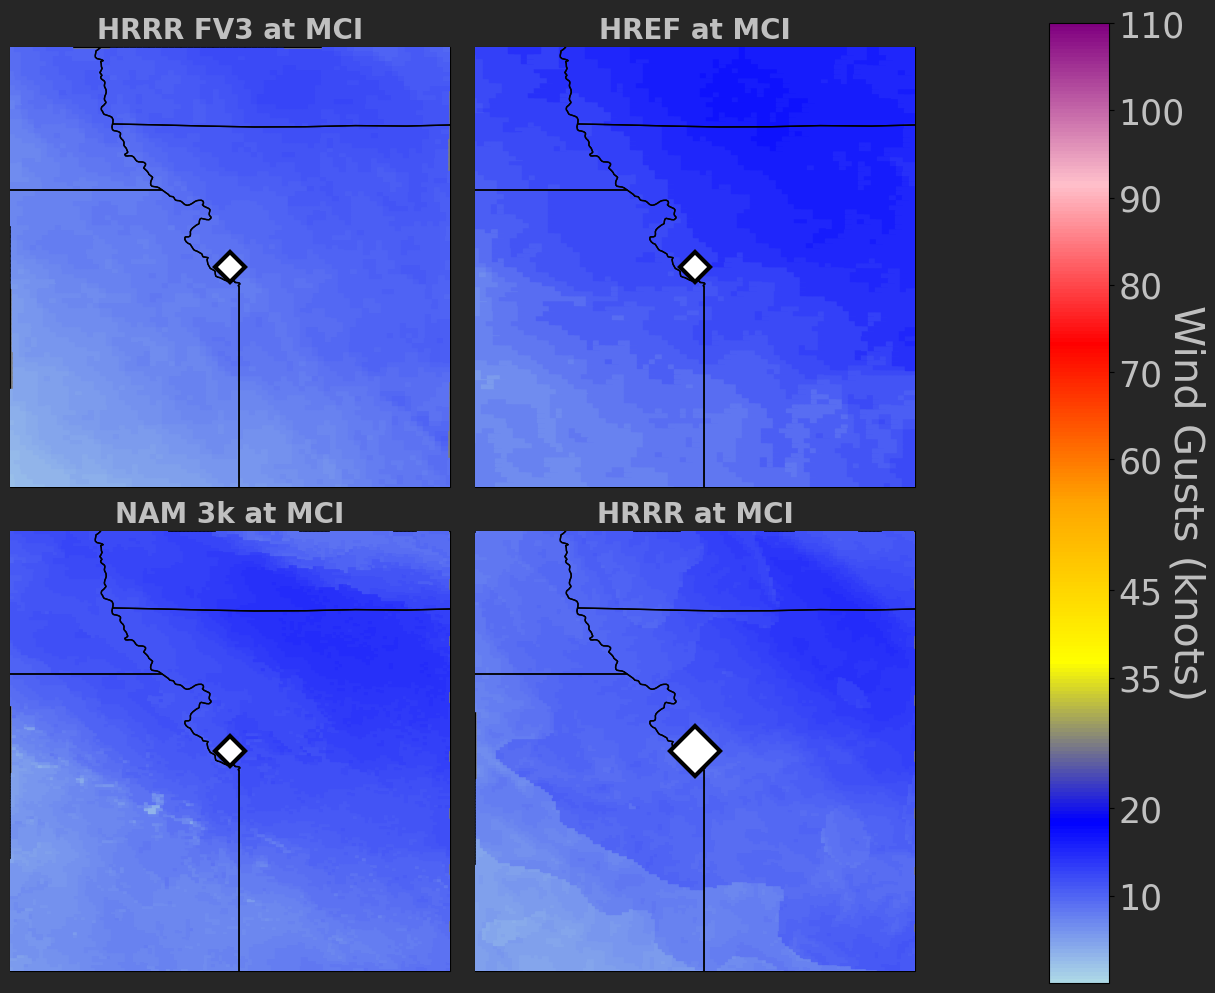 HRRR FV3 at MCI
HREF at MCI
NAM 3k at MCI
HRRR at MCI
110
100
90
80
70
60
45
35
20
10
Wind Gusts (knots)